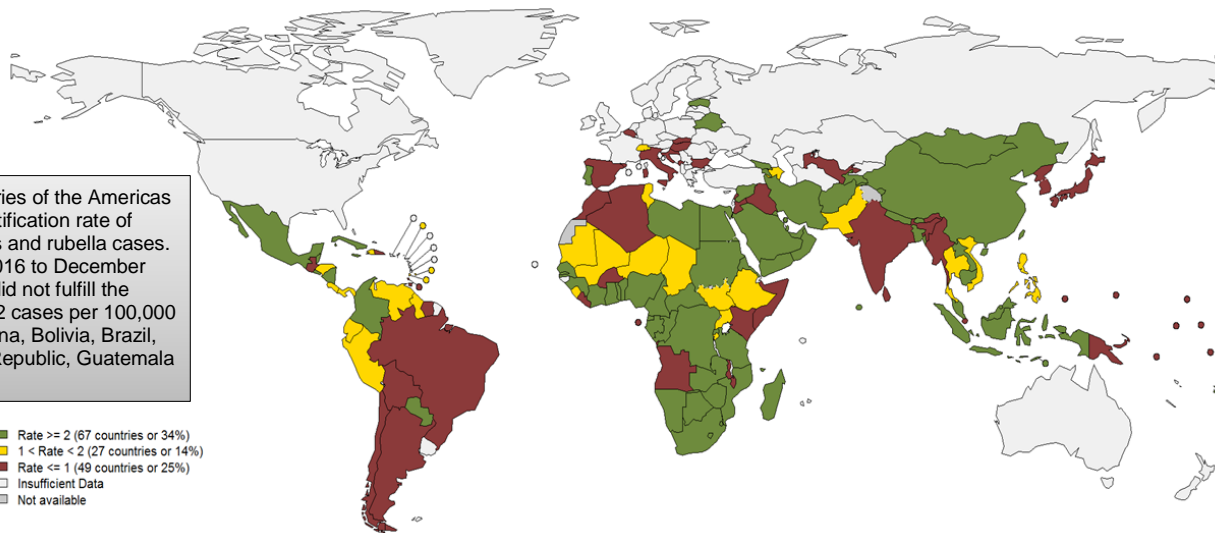 ries of the Americas
tification rate of
s and rubella cases.
016 to December
did not fulfill the
2 cases per 100,000
na, Bolivia, Brazil,
Republic, Guatemala
Rate >= 2 (67 countries or 34%)
1 < Rate < 2 (27 countries or 14%)
Rate <= 1 (49 countries or 25%)
Insufficient Data
Not available